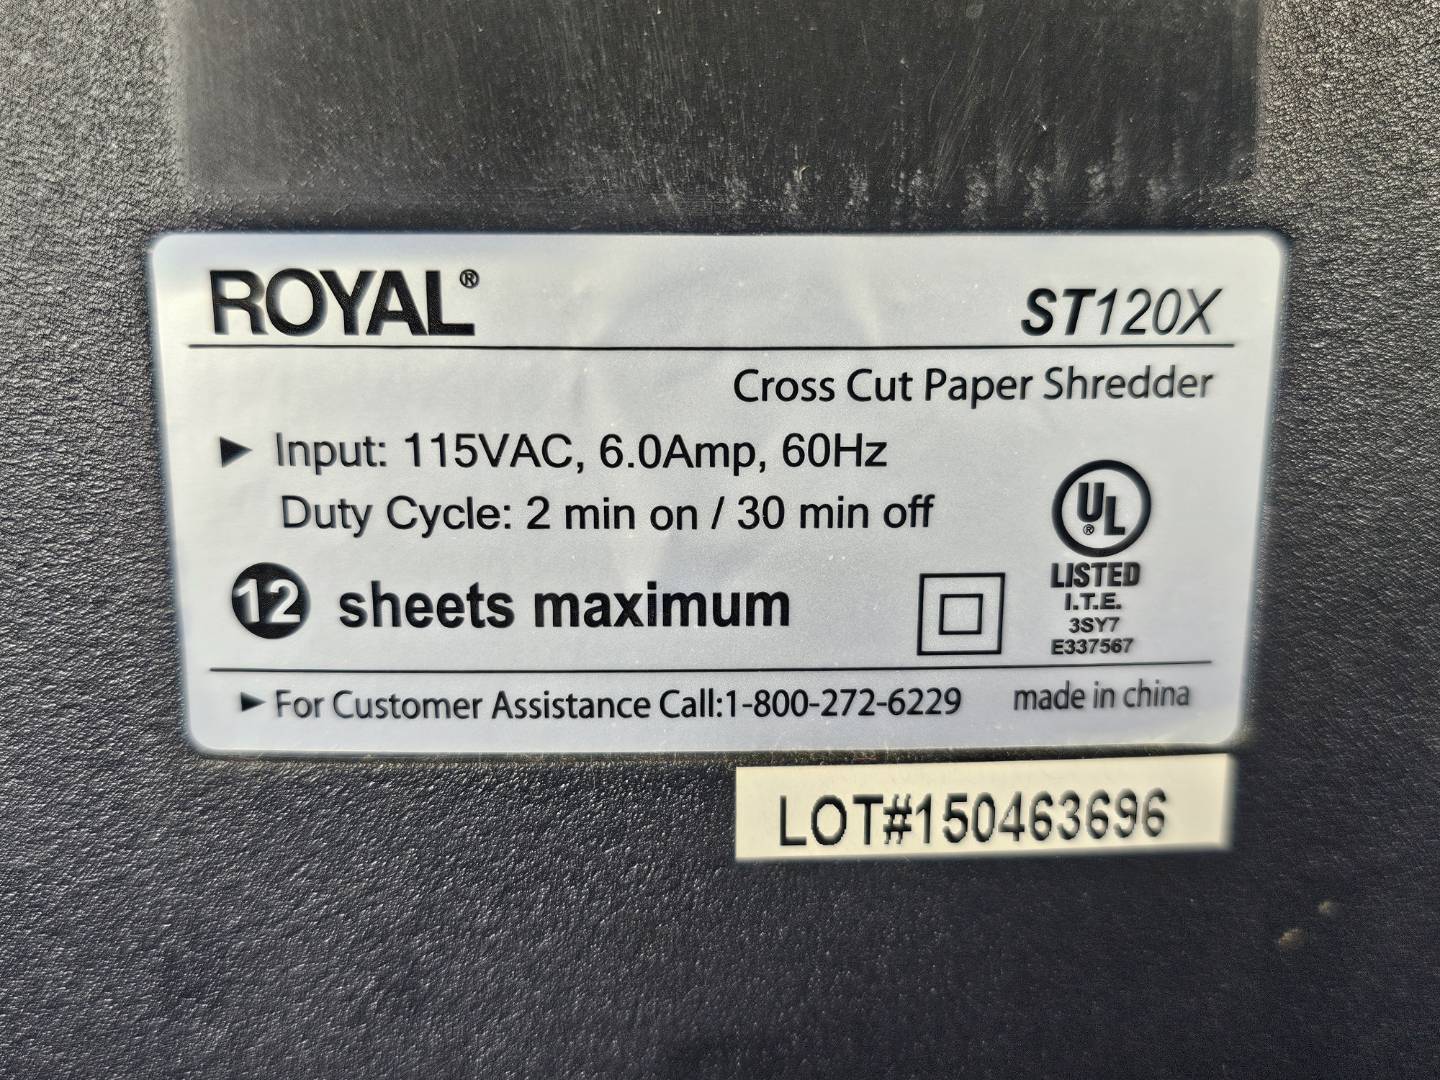 ROYAL®
ST120X
Cross Cut Paper Shredder
▶ Input: 115VAC, 6.0Amp, 60Hz
Duty Cycle: 2 min on / 30 min off
12 sheets maximum
UL®
LISTED
I.T.E.
3SY7
E337567
▶ For Customer Assistance Call:1-800-272-6229
made in china
LOT#150463696